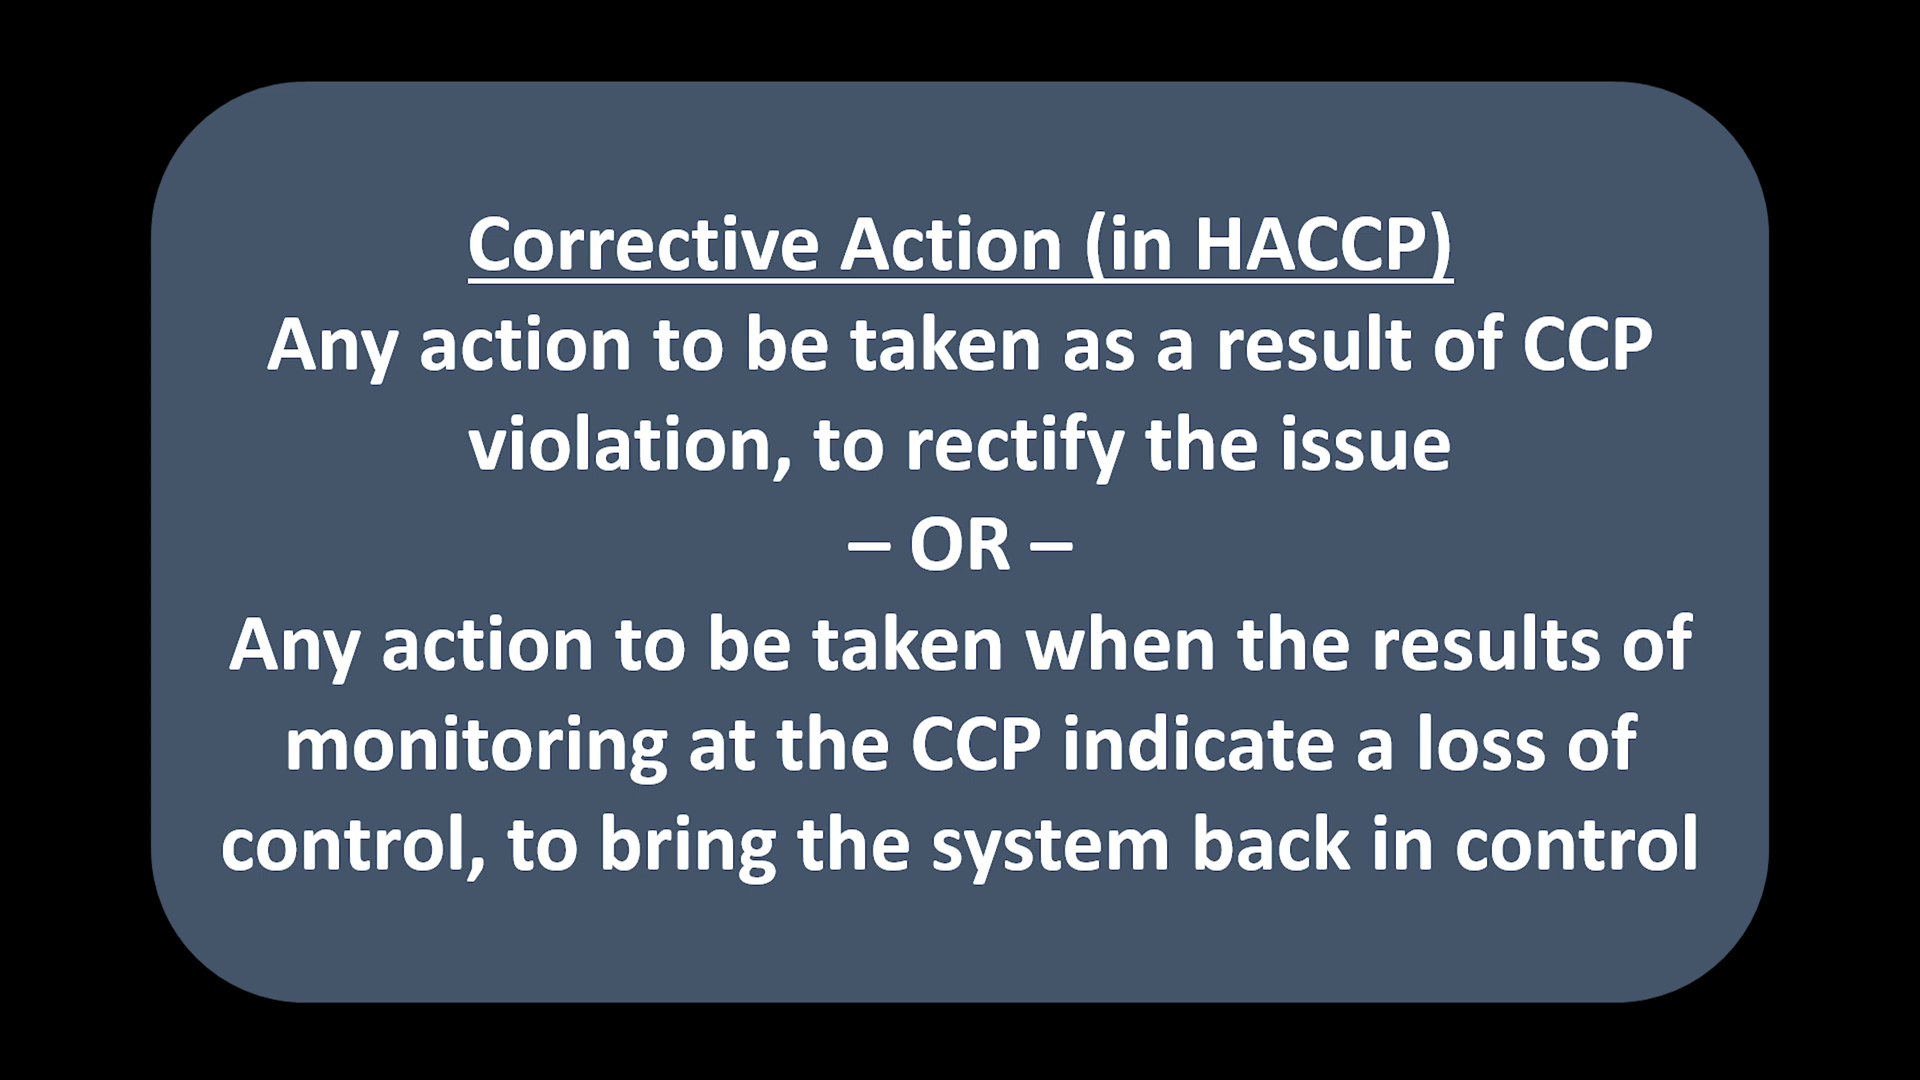 Corrective Action (in HACCP)
Any action to be taken as a result of CCP
violation, to rectify the issue
– OR –
Any action to be taken when the results of
monitoring at the CCP indicate a loss of
control, to bring the system back in control